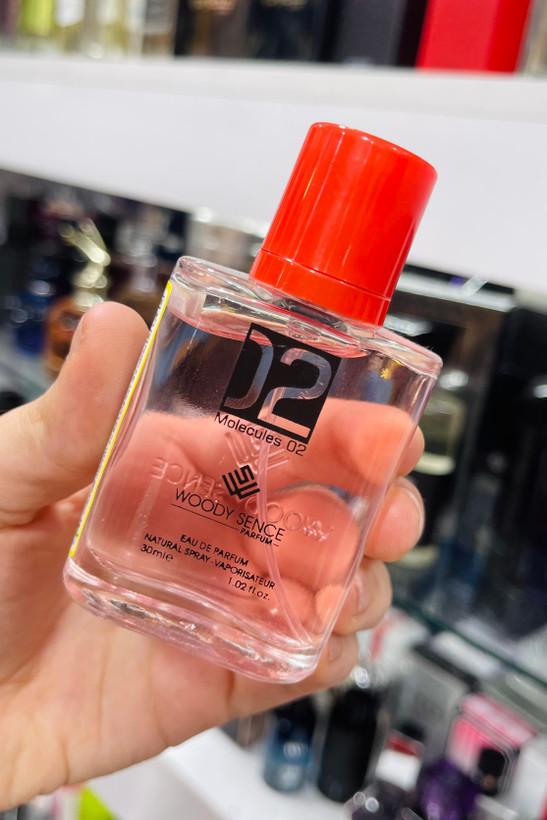 02
Molecules 02
WOODY SENCE
PARFUM
EAU DE PARFUM
NATURAL SPRAY-VAPORISATEUR
30ml e
1.02 fl.oz.